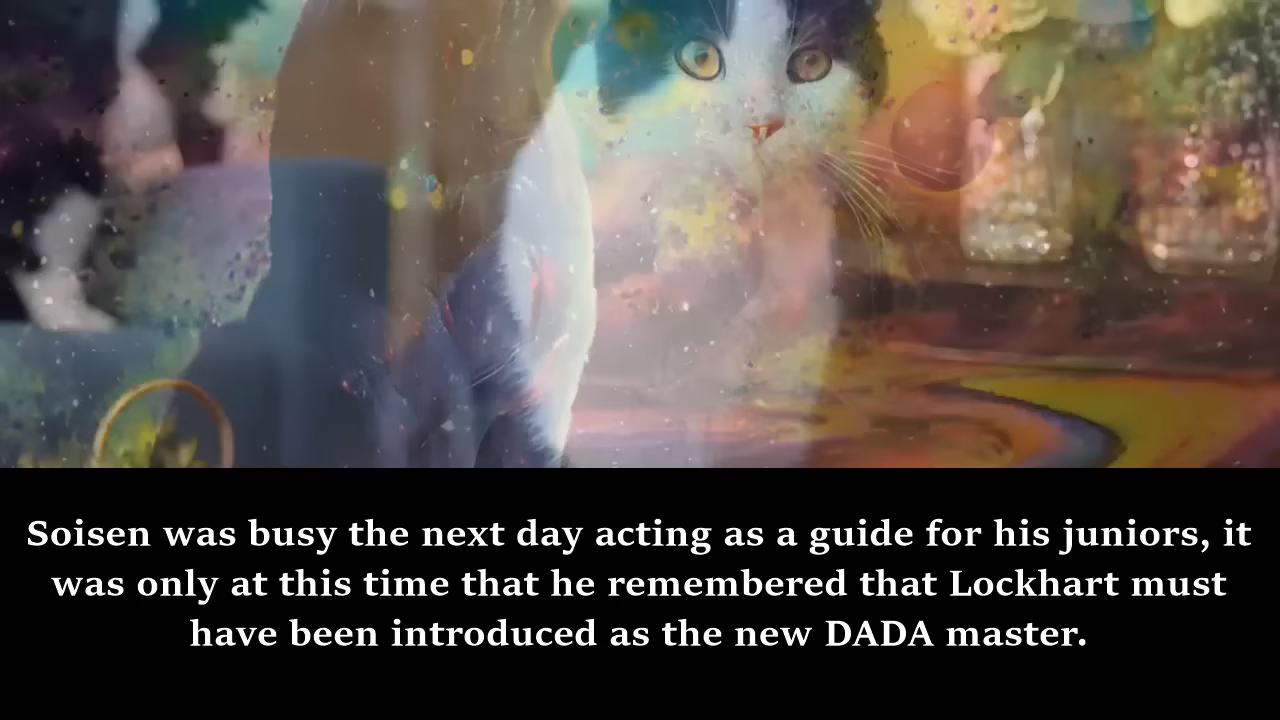 Soisen was busy the next day acting as a guide for his juniors, it
was only at this time that he remembered that Lockhart must
have been introduced as the new DADA master.